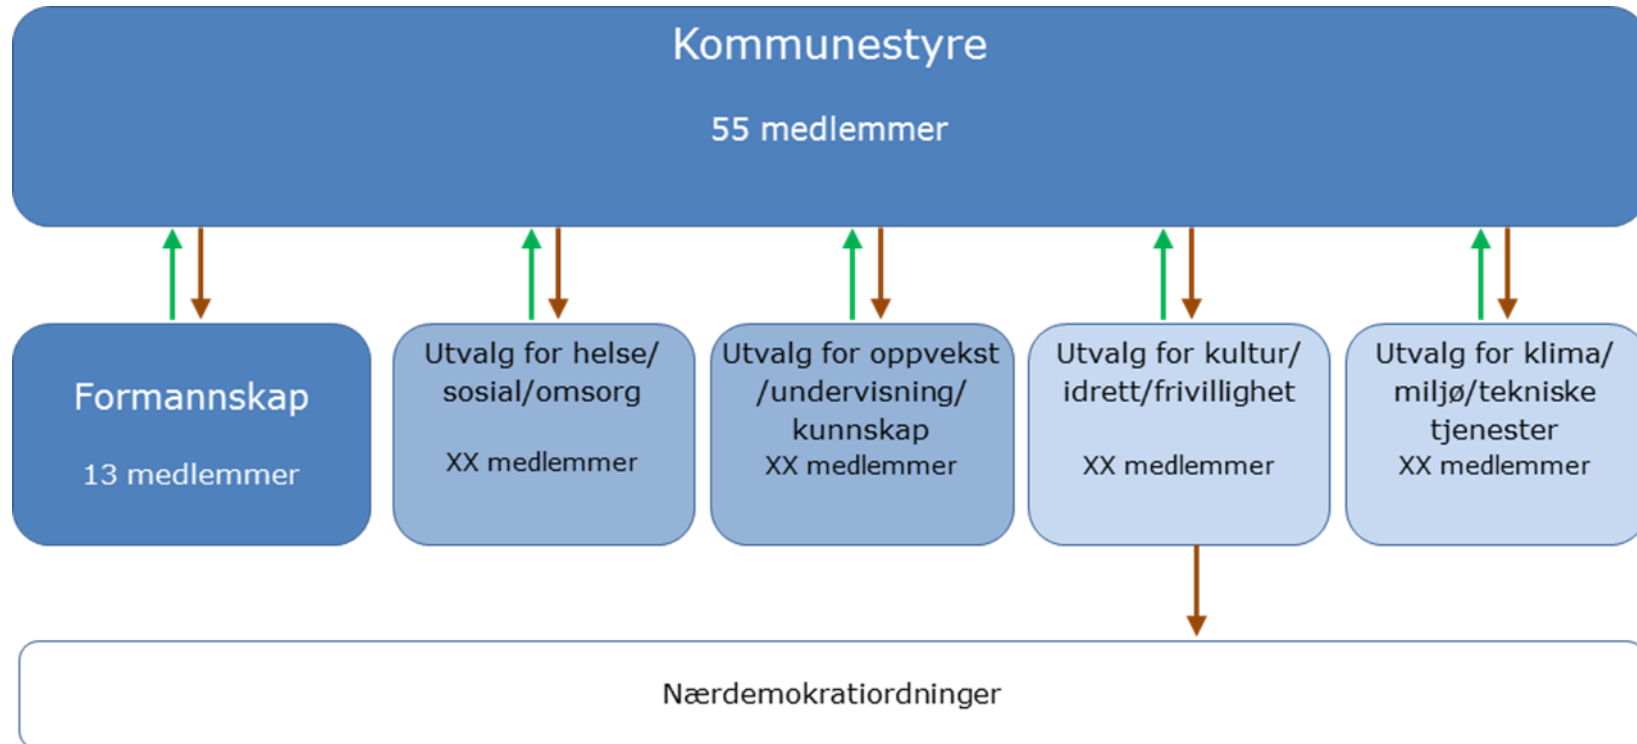 Kommunestyre
55 medlemmer
Formannskap
13 medlemmer
Utvalg for helse/
sosial/omsorg
XX medlemmer
Utvalg for oppvekst
/undervisning/
kunnskap
XX medlemmer
Utvalg for kultur/
idrett/frivillighet
XX medlemmer
Utvalg for klima/
miljø/tekniske
tjenester
XX medlemmer
Nærdemokratiordninger